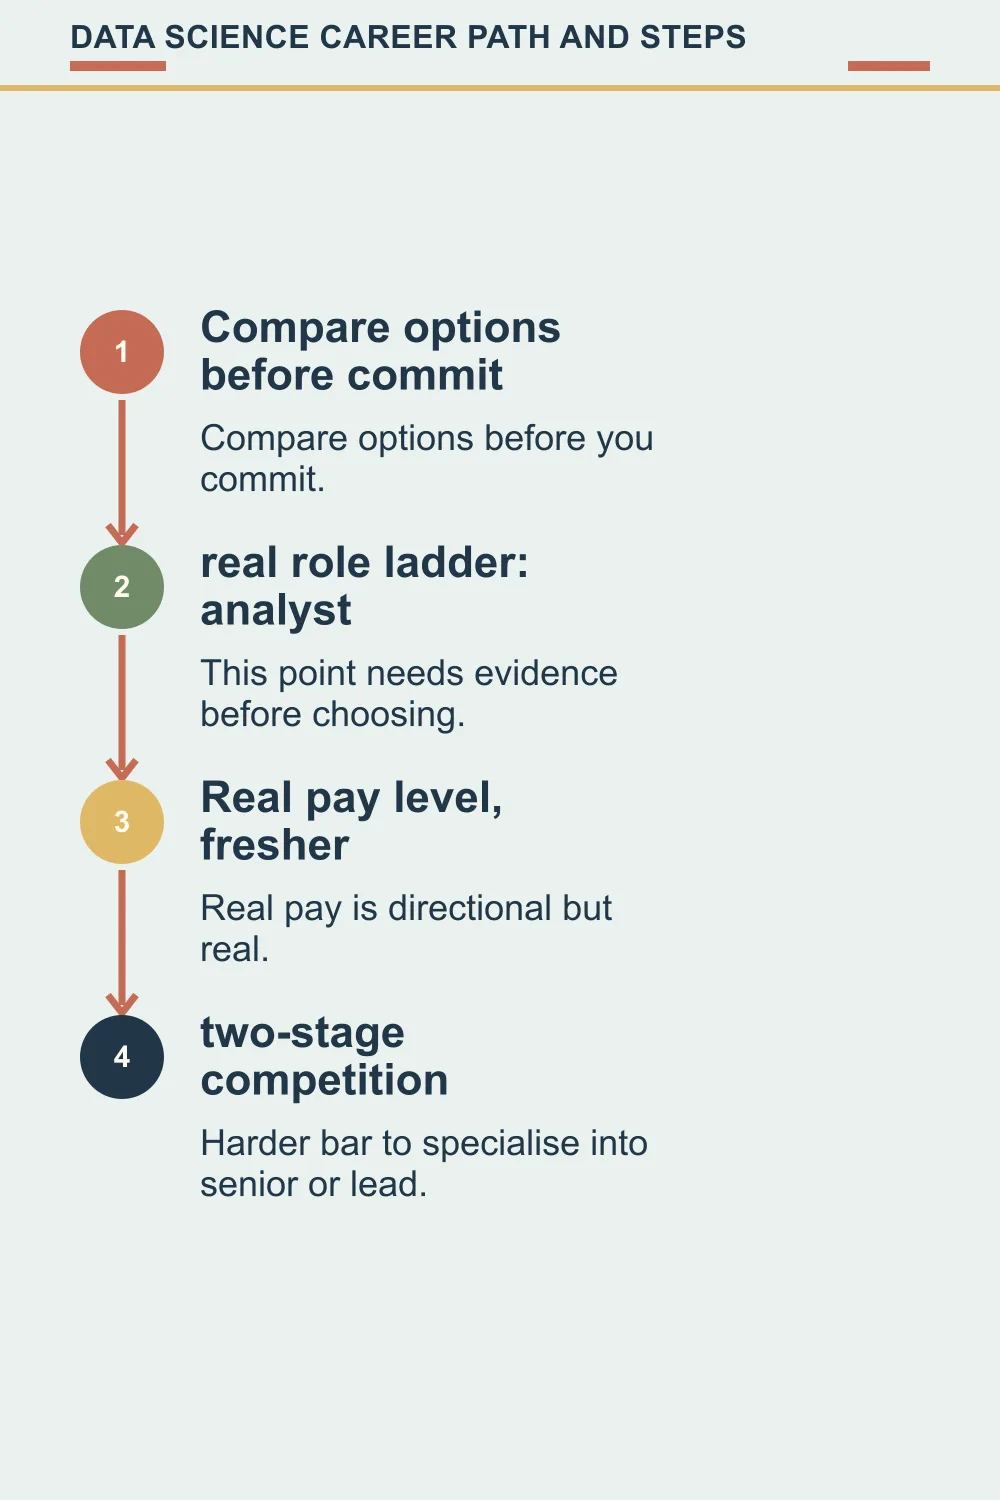 DATA SCIENCE CAREER PATH AND STEPS
1
Compare options
before commit
Compare options before you
commit.
2
real role ladder:
analyst
This point needs evidence
before choosing.
3
Real pay level,
fresher
Real pay is directional but
real.
4
two-stage
competition
Harder bar to specialise into
senior or lead.